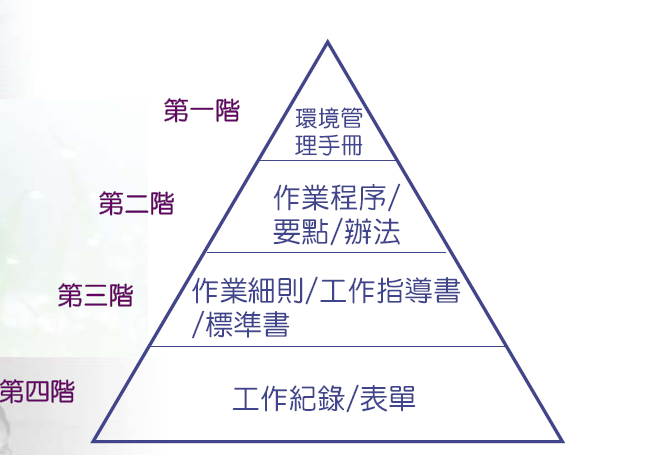 第一階
環境管
理手冊
第二階
作業程序/
要點/辦法
第三階
作業細則/工作指導書
/標準書
第四階
工作紀錄/表單